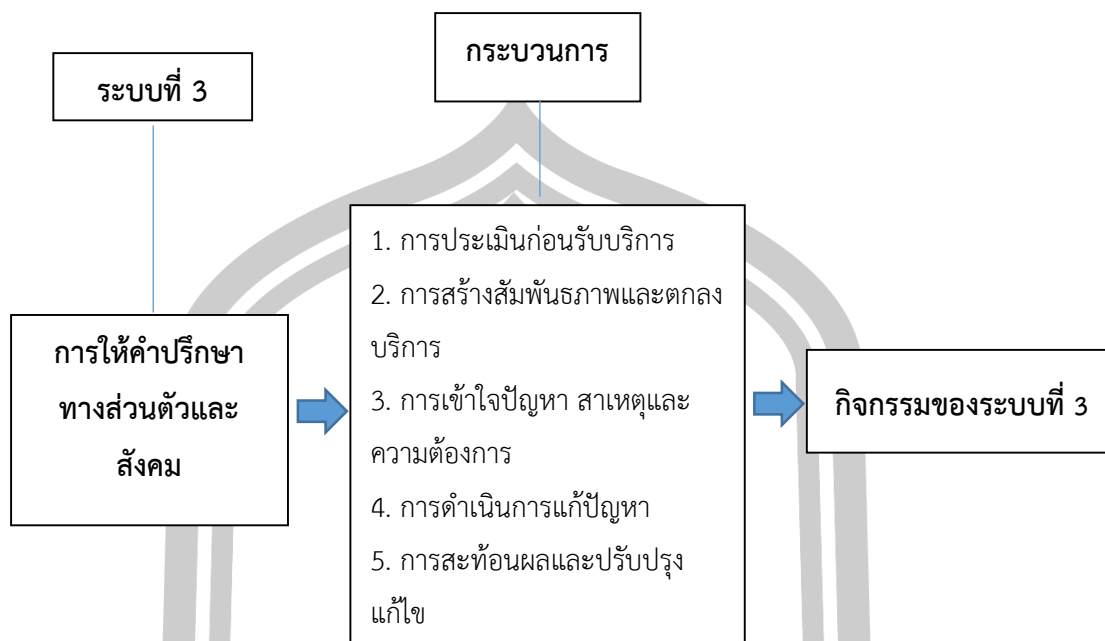 กระบวนการ
ระบบที่ 3
1. การประเมินก่อนรับบริการ
2. การสร้างสัมพันธภาพและตกลง
บริการ
3. การเข้าใจปัญหา สาเหตุและ
ความต้องการ
4. การดำเนินการแก้ปัญหา
5. การสะท้อนผลและปรับปรุง
แก้ไข
การให้คำปรึกษา
ทางส่วนตัวและ
สังคม
กิจกรรมของระบบที่ 3